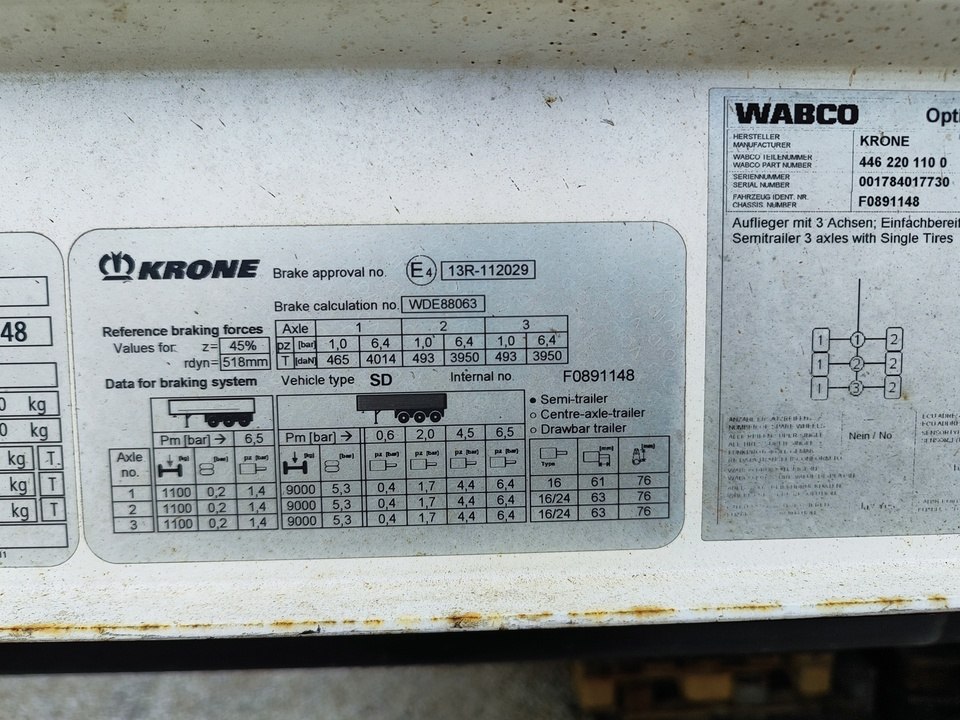 48
0 kg
0 kg
kg T
kg T
kg T
KRONE
Brake approval no. E4 13R-112029
Brake calculation no. WDE88063
Reference braking forces
Values for: z= 45%
rdyn= 518mm
Axle 1 2 3
pz [bar] 1,0 6,4 1,0 6,4 1,0 6,4
T [daN] 465 4014 493 3950 493 3950
Data for braking system Vehicle type SD Internal no. F0891148
Semi-trailer
Centre-axle-trailer
Drawbar trailer
Pm [bar] → 6,5 Pm [bar] → 0,6 2,0 4,5 6,5
Axle no. [bar] pz [bar] [bar] pz [bar] pz [bar] pz [bar] pz [bar] Type [mm] [mm]
1 1100 0,2 1,4 9000 5,3 0,4 1,7 4,4 6,4 16 61 76
2 1100 0,2 1,4 9000 5,3 0,4 1,7 4,4 6,4 16/24 63 76
3 1100 0,2 1,4 9000 5,3 0,4 1,7 4,4 6,4 16/24 63 76
WABCO Opti
HERSTELLER
MANUFACTURER KRONE
WABCO TEILENUMMER
WABCO PART NUMBER 446 220 110 0
SERIENNUMMER
SERIAL NUMBER 001784017730
FAHRZEUG IDENT. NR.
CHASSIS NUMBER F0891148
Auflieger mit 3 Achsen; Einfachbereif
Semitrailer 3 axles with Single Tires
1 1 2
1 2 2
1 3 2
NUMBER OF SPARE WHEELS
Nein / No